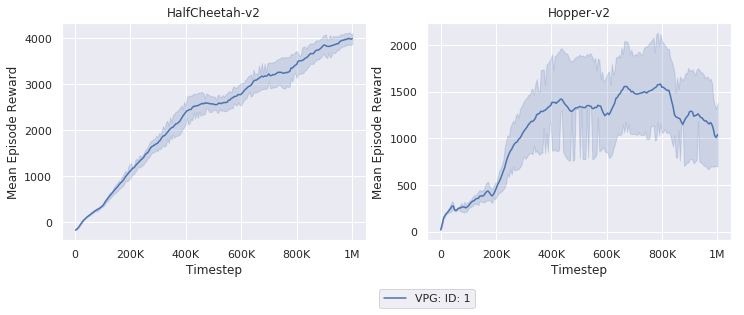 HalfCheetah-v2
Mean Episode Reward
4000
3000
2000
1000
0
0 200K 400K 600K 800K 1M
Timestep
Hopper-v2
Mean Episode Reward
2000
1500
1000
500
0
0 200K 400K 600K 800K 1M
Timestep
VPG: ID: 1